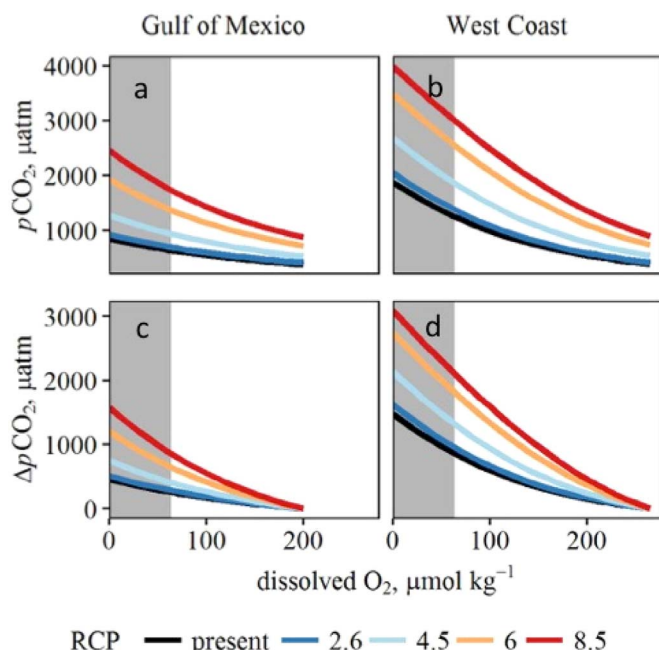 Gulf of Mexico West Coast
a b
4000
3000
2000
1000
pCO₂, µatm
c d
3000
2000
1000
0
ΔpCO₂, µatm
0 100 200 0 100 200
dissolved O₂, µmol kg⁻¹
RCP present 2.6 4.5 6 8.5